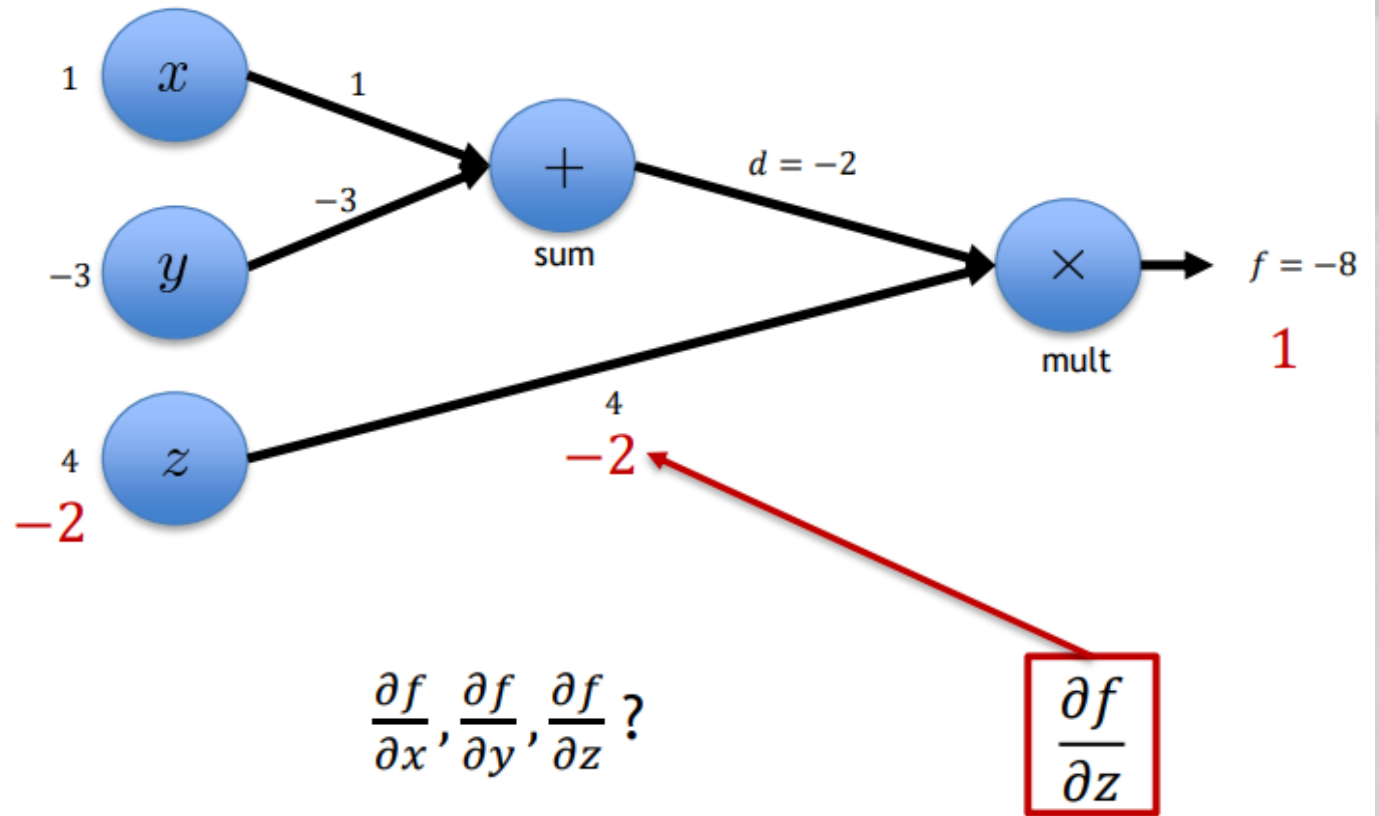 1
x
1
−3
y
−3
+
sum
d = −2
×
mult
f = −8
1
4
z
−2
4
−2
∂f/∂x, ∂f/∂y, ∂f/∂z ?
∂f/∂z